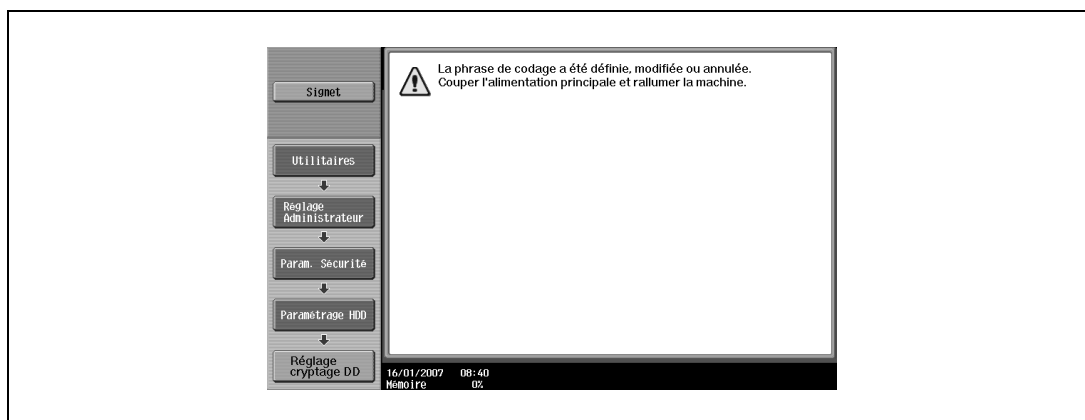 Signet
Utilitaires
Réglage
Administrateur
Param. Sécurité
Paramétrage HDD
Réglage
cryptage DD
La phrase de codage a été définie, modifiée ou annulée.
Couper l'alimentation principale et rallumer la machine.
16/01/2007 08:40
Mémoire 0%